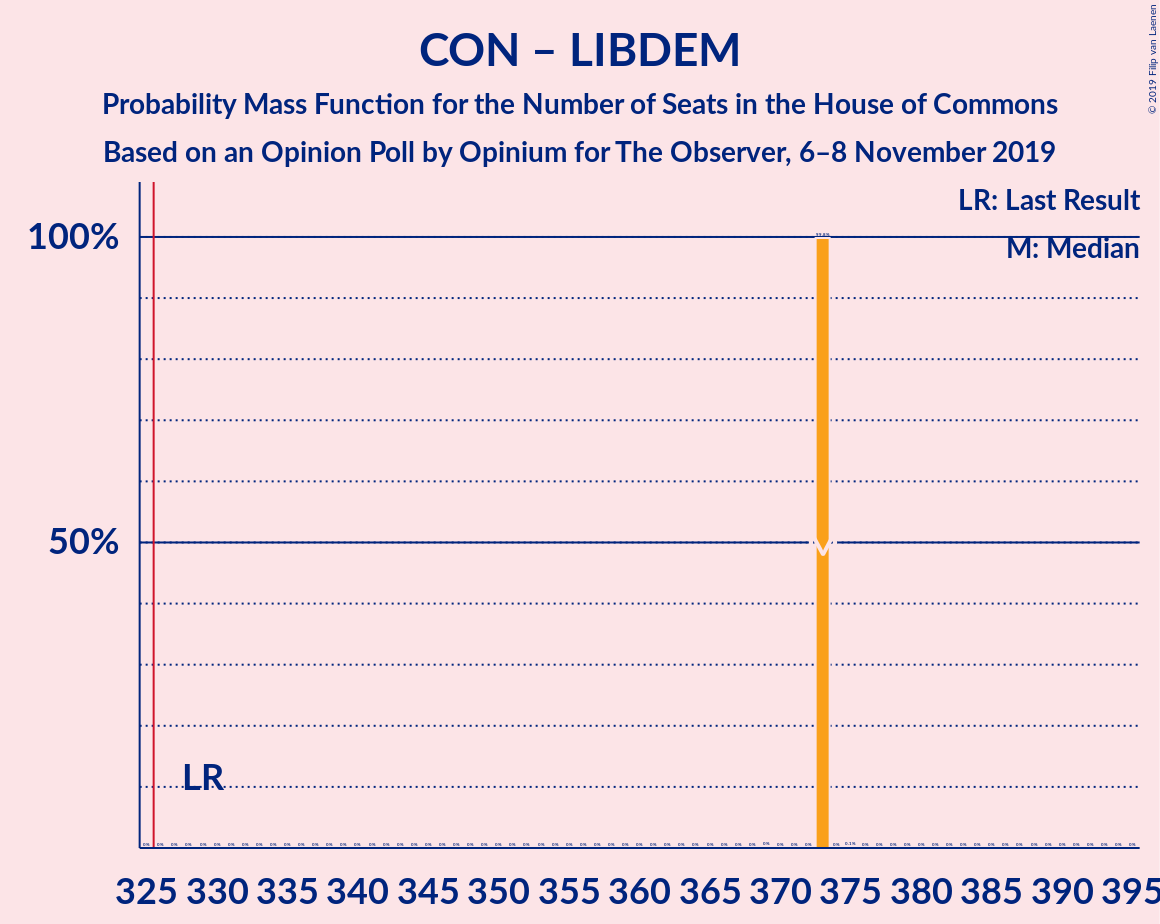 CON – LIBDEM
Probability Mass Function for the Number of Seats in the House of Commons
Based on an Opinion Poll by Opinium for The Observer, 6–8 November 2019
© 2019 Filip van Laenen
LR: Last Result
M: Median
100%
50%
LR
M
325 330 335 340 345 350 355 360 365 370 375 380 385 390 395